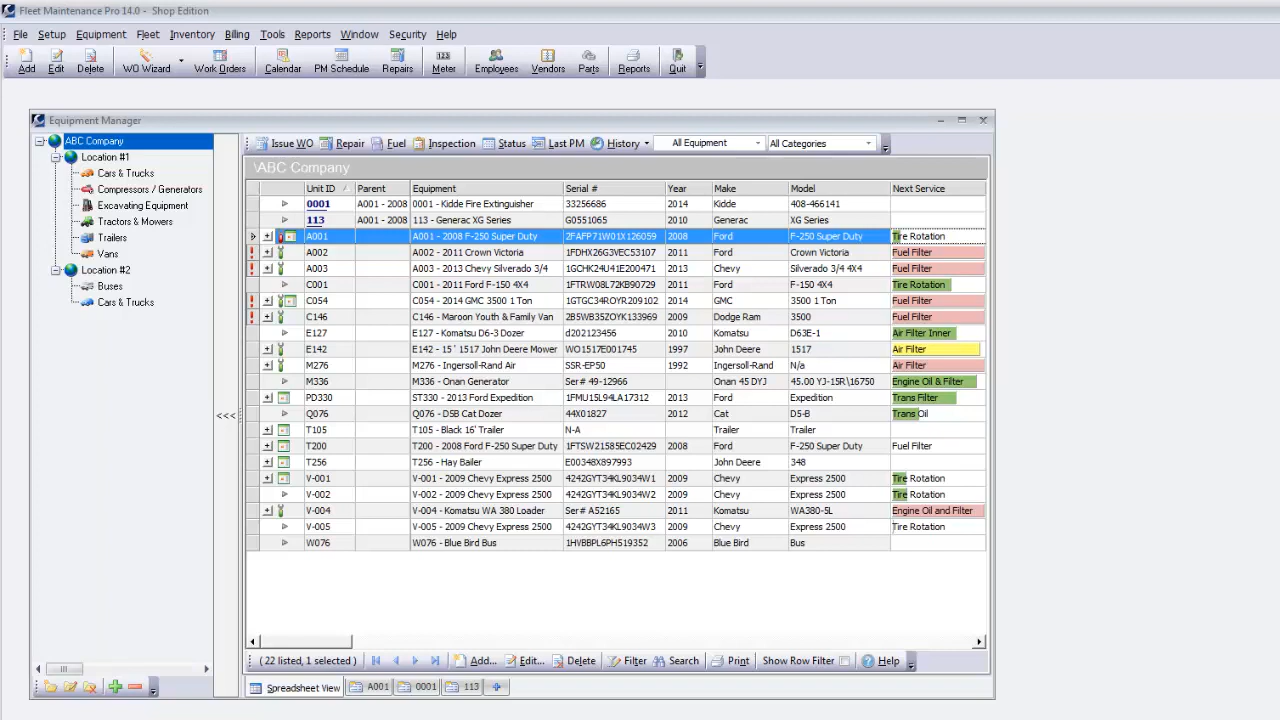 Fleet Maintenance Pro 14.0 - Shop Edition
File Setup Equipment Fleet Inventory Billing Tools Reports Window Security Help
Add Edit Delete WO Wizard Work Orders Calendar PM Schedule Repairs 123 Meter Employees Vendors Parts Reports Quit
Equipment Manager
ABC Company
Location #1
Cars & Trucks
Compressors / Generators
Excavating Equipment
Tractors & Mowers
Trailers
Vans
Location #2
Buses
Cars & Trucks
<<<
Issue WO Repair Fuel Inspection Status Last PM History All Equipment All Categories
\ABC Company
Unit ID Parent Equipment Serial # Year Make Model Next Service
0001 A001 - 2008 0001 - Kidde Fire Extinguisher 33256686 2014 Kidde 408-466141
113 A001 - 2008 113 - Generac XG Series G0551065 2010 Generac XG Series
A001 A001 - 2008 F-250 Super Duty 2FAFP71W01X126059 2008 Ford F-250 Super Duty Tire Rotation
A002 A002 - 2011 Crown Victoria 1FDHX26G3VEC53107 2011 Ford Crown Victoria Fuel Filter
A003 A003 - 2013 Chevy Silverado 3/4 1GCHK24U41E200471 2013 Chevy Silverado 3/4 4X4 Fuel Filter
C001 C001 - 2011 Ford F-150 4X4 1FTRW08L72KB90729 2011 Ford F-150 4X4 Tire Rotation
C054 C054 - 2014 GMC 3500 1 Ton 1GTGC34ROYR209102 2014 GMC 3500 1 Ton Fuel Filter
C146 C146 - Maroon Youth & Family Van 2B5WB35ZOYK133969 2009 Dodge Ram 3500 Fuel Filter
E127 E127 - Komatsu D6-3 Dozer d202123456 2010 Komatsu D63E-1 Air Filter Inner
E142 E142 - 15` 1517 John Deere Mower WO1517E001745 1997 John Deere 1517 Air Filter
M276 M276 - Ingersoll-Rand Air SSR-EP50 1992 Ingersoll-Rand N/a Air Filter
M336 M336 - Onan Generator Ser# 49-12966 Onan 45 DYJ 45.00 YJ-15R\16750 Engine Oil & Filter
PD330 ST330 - 2013 Ford Expedition 1FMU15L94LA17312 2013 Ford Expedition Trans Filter
Q076 Q076 - D5B Cat Dozer 44X01827 2012 Cat D5-B Trans Oil
T105 T105 - Black 16' Trailer N-A Trailer Trailer
T200 T200 - 2008 Ford F-250 Super Duty 1FTSW21585EC02429 2008 Ford F-250 Super Duty Fuel Filter
T256 T256 - Hay Bailer E00348X897993 John Deere 348
V-001 V-001 - 2009 Chevy Express 2500 4242GYT34KL9034W1 2009 Chevy Express 2500 Tire Rotation
V-002 V-002 - 2009 Chevy Express 2500 4242GYT34KL9034W2 2009 Chevy Express 2500 Tire Rotation
V-004 V-004 - Komatsu WA 380 Loader Ser# A52165 2011 Komatsu WA380-5L Engine Oil and Filter
V-005 V-005 - 2009 Chevy Express 2500 4242GYT34KL9034W3 2009 Chevy Express 2500 Tire Rotation
W076 W076 - Blue Bird Bus 1HVBBPL6PH519352 2006 Blue Bird Bus
( 22 listed, 1 selected ) Add... Edit... Delete Filter Search Print Show Row Filter Help
Spreadsheet View A001 0001 113